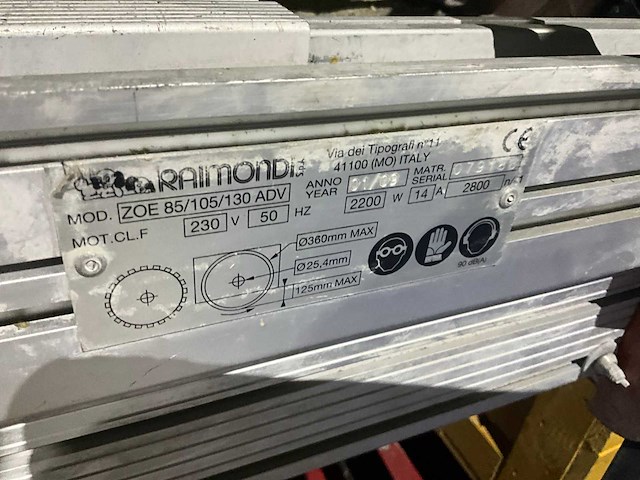 RAIMONDI S.p.A.
Via dei Tipografi n°11
41100 (MO) ITALY
CE
MOD. ZOE 85/105/130 ADV
ANNO
YEAR
MATR.
SERIAL
MOT.CL.F 230 V 50 HZ 2200 W 14 A 2800 n/1'
Ø360mm MAX
Ø25,4mm
125mm MAX
90 dB(A)